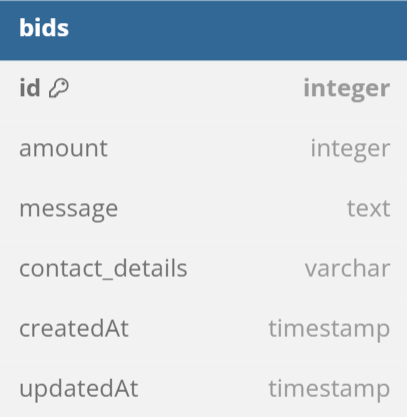 bids
id integer
amount integer
message text
contact_details varchar
createdAt timestamp
updatedAt timestamp